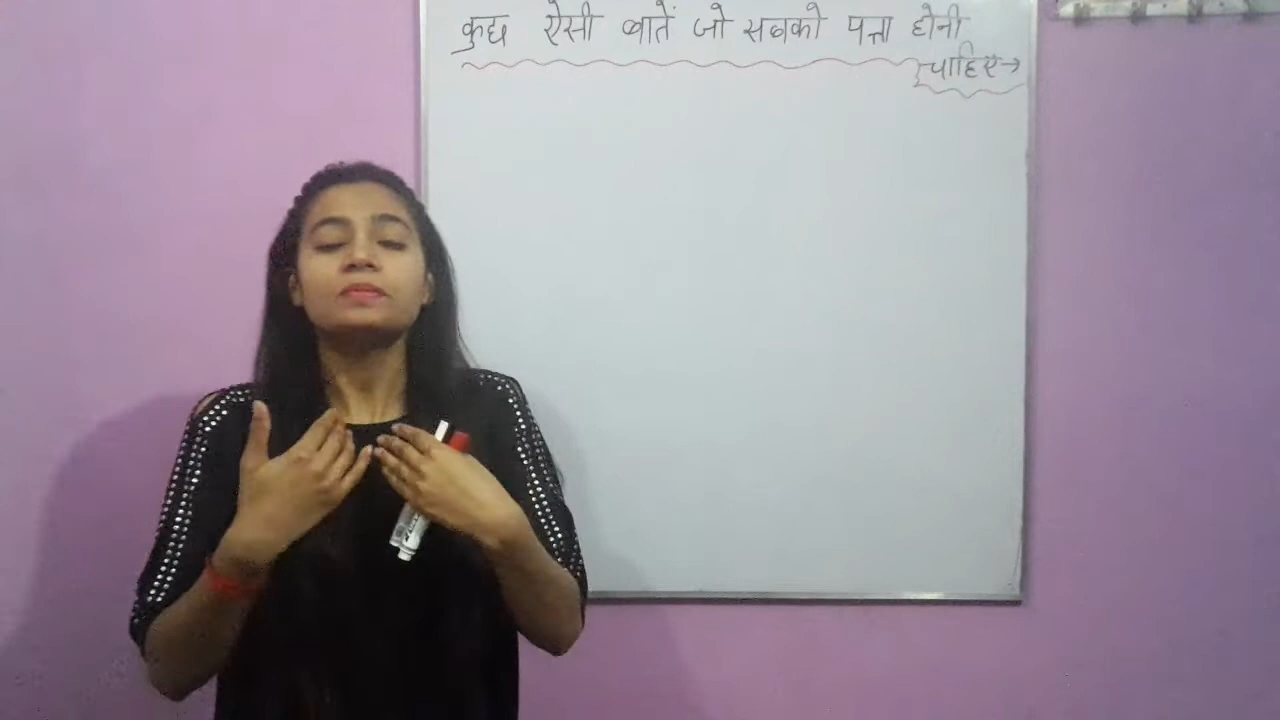 कुछ ऐसी बातें जो सबको पता होनी
चाहिए→